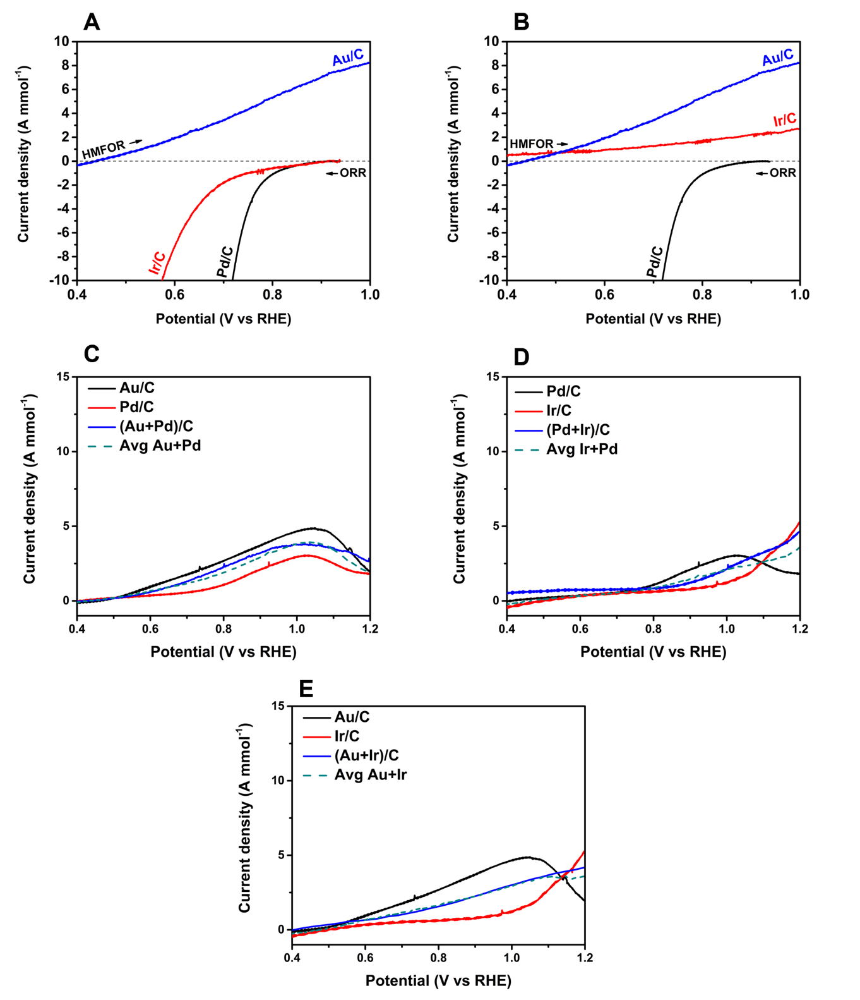 A
Current density (A mmol-1)
10
8
6
4
2
0
-2
-4
-6
-8
-10
Au/C
HMFOR
ORR
Ir/C
Pd/C
0.4
0.6
0.8
1.0
Potential (V vs RHE)
B
Current density (A mmol-1)
10
8
6
4
2
0
-2
-4
-6
-8
-10
Au/C
Ir/C
HMFOR
ORR
Pd/C
0.4
0.6
0.8
1.0
Potential (V vs RHE)
C
Current density (A mmol-1)
15
10
5
0
Au/C
Pd/C
(Au+Pd)/C
Avg Au+Pd
0.4
0.6
0.8
1.0
1.2
Potential (V vs RHE)
D
Current density (A mmol-1)
15
10
5
0
Pd/C
Ir/C
(Pd+Ir)/C
Avg Ir+Pd
0.4
0.6
0.8
1.0
1.2
Potential (V vs RHE)
E
Current density (A mmol-1)
15
10
5
0
Au/C
Ir/C
(Au+Ir)/C
Avg Au+Ir
0.4
0.6
0.8
1.0
1.2
Potential (V vs RHE)